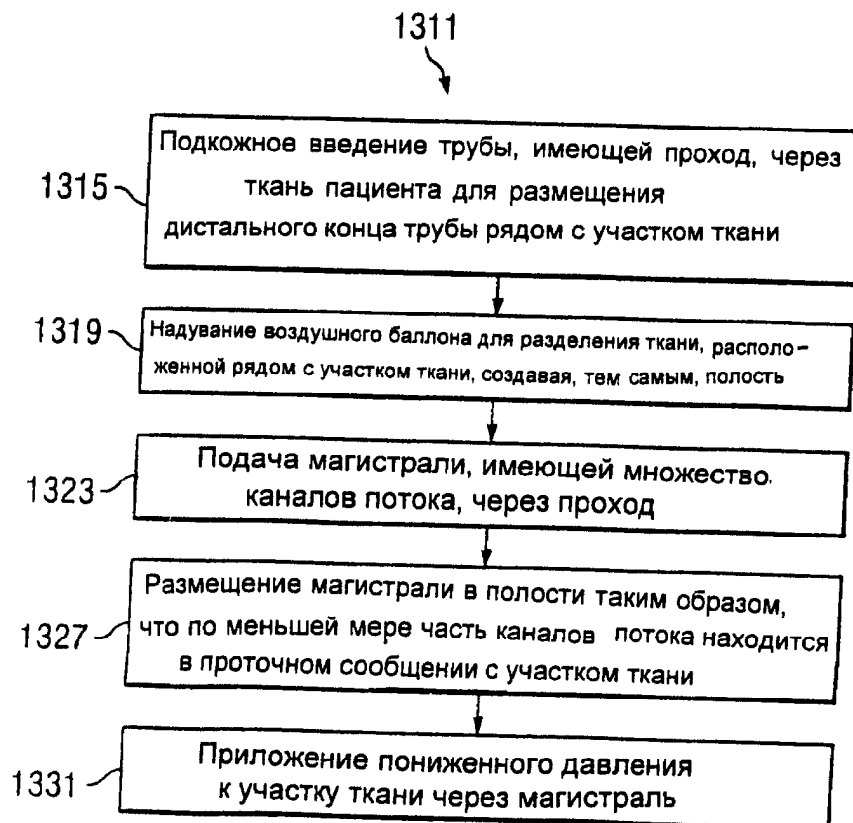 1311
1315
Подкожное введение трубы, имеющей проход, через
ткань пациента для размещения
дистального конца трубы рядом с участком ткани
1319
Надувание воздушного баллона для разделения ткани, располо-
женной рядом с участком ткани, создавая, тем самым, полость
1323
Подача магистрали, имеющей множество.
каналов потока, через проход
1327
Размещение магистрали в полости таким образом,
что по меньшей мере часть каналов потока находится
в проточном сообщении с участком ткани
1331
Приложение пониженного давления
к участку ткани через магистраль